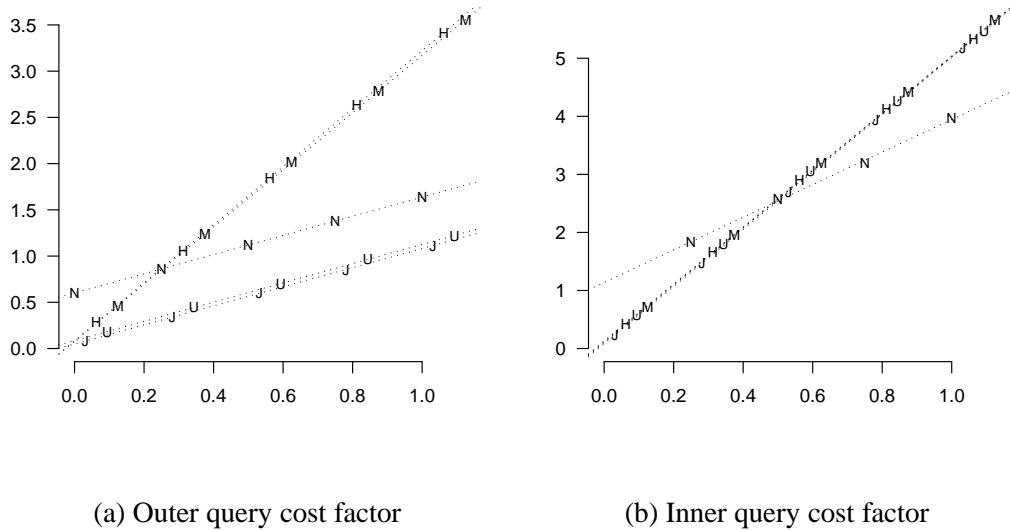 3.5
3.0
2.5
2.0
1.5
1.0
0.5
0.0
H M H M H M H M H M
N N N N N
J U J U J U J U J U
0.0 0.2 0.4 0.6 0.8 1.0
(a) Outer query cost factor
5
4
3
2
1
0
J H U M J H U M J H U M J H U M J H U M
N N N N
0.0 0.2 0.4 0.6 0.8 1.0
(b) Inner query cost factor